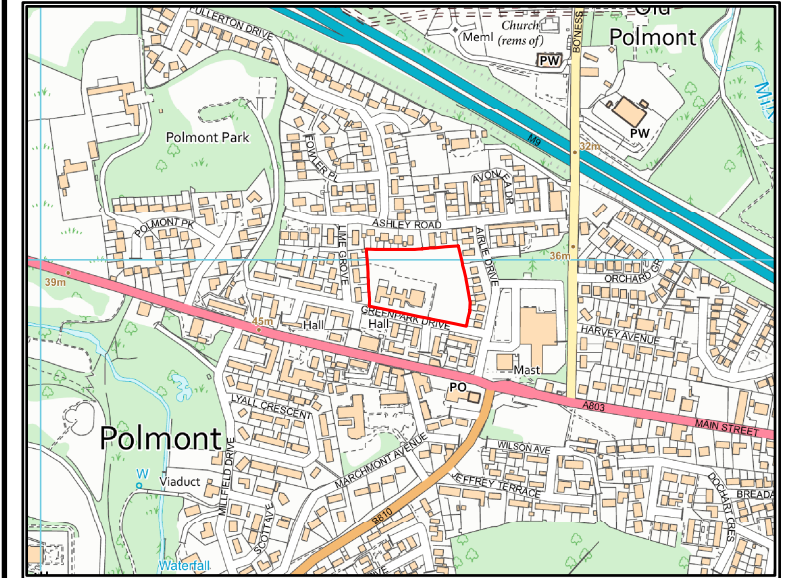 FULLERTON DRIVE
Church
(rems of)
Meml
PW
BO'NESS
Old
Polmont
PW
M9
32m
Polmont Park
FOWLER PL
AVONLEA DR
POLMONT PK
ASHLEY ROAD
LIME GROVE
AIRLIE DRIVE
36m
ORCHARD GR
39m
45m
Hall
GREENPARK DRIVE
Hall
HARVEY AVENUE
Mast
PO
A803
MAIN STREET
LYALL CRESCENT
Polmont
MILLFIELD DRIVE
MARCHMONT AVENUE
WILSON AVE
JEFFREY TERRACE
W
Viaduct
B810
DOCHART CRES
Waterfall